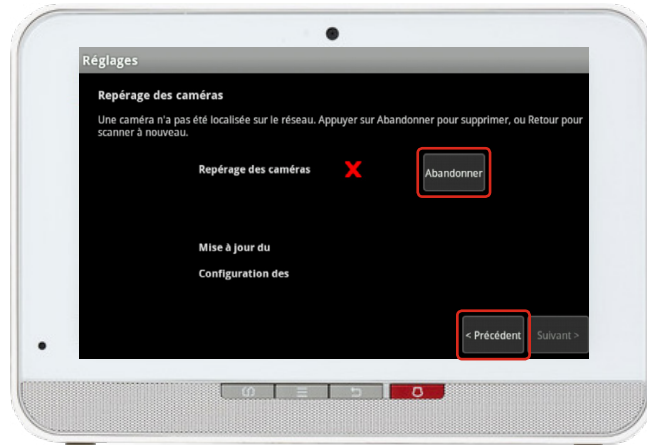 Réglages
Repérage des caméras
Une caméra n'a pas été localisée sur le réseau. Appuyer sur Abandonner pour supprimer, ou Retour pour
scanner à nouveau.
Repérage des caméras X Abandonner
Mise à jour du
Configuration des
< Précédent Suivant >